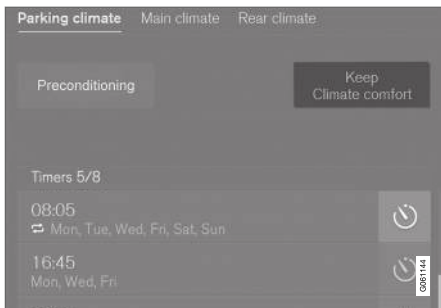 Parking climate Main climate Rear climate
Preconditioning
Keep
Climate comfort
Timers 5/8
08:05
Mon, Tue, Wed, Fri, Sat, Sun
16:45
Mon, Wed, Fri
G061144